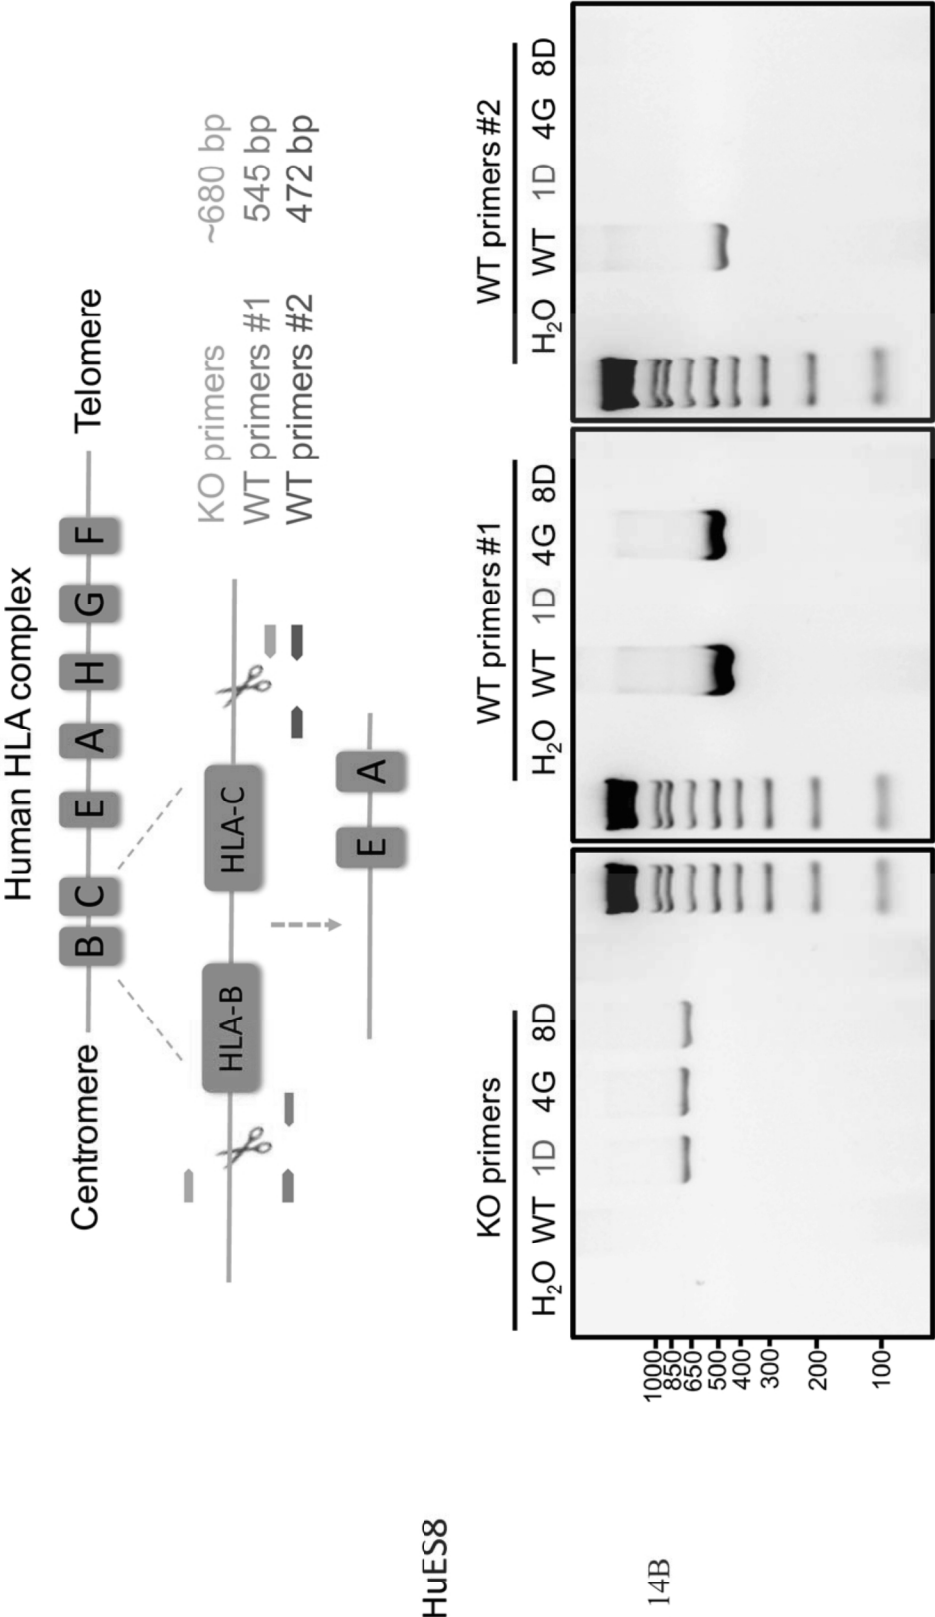 Human HLA complex
Centromere B C E A H G F Telomere
HLA-B HLA-C
E A
KO primers ~680 bp
WT primers #1 545 bp
WT primers #2 472 bp
HuES8
KO primers
H₂O WT 1D 4G 8D
WT primers #1
H₂O WT 1D 4G 8D
WT primers #2
H₂O WT 1D 4G 8D
1000
850
650
500
400
300
200
100
14B